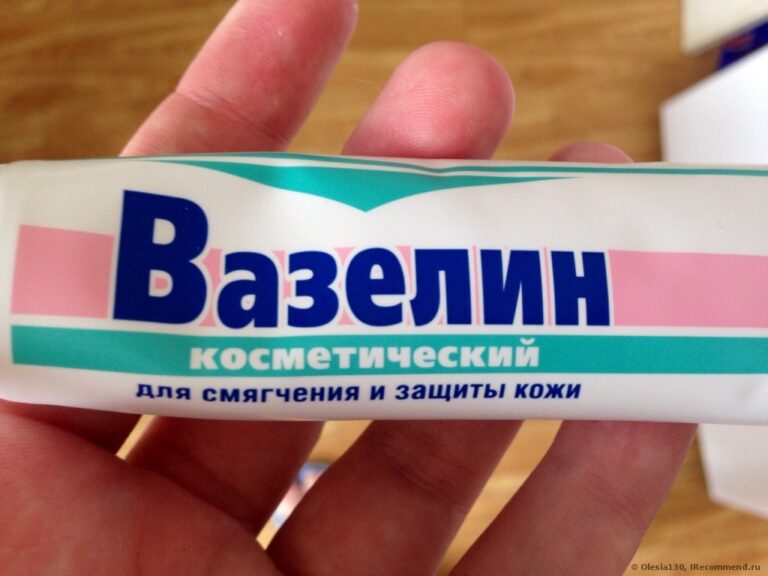 Вазелин
косметический
для смягчения и защиты кожи
© Olesia130, IRecommend.ru